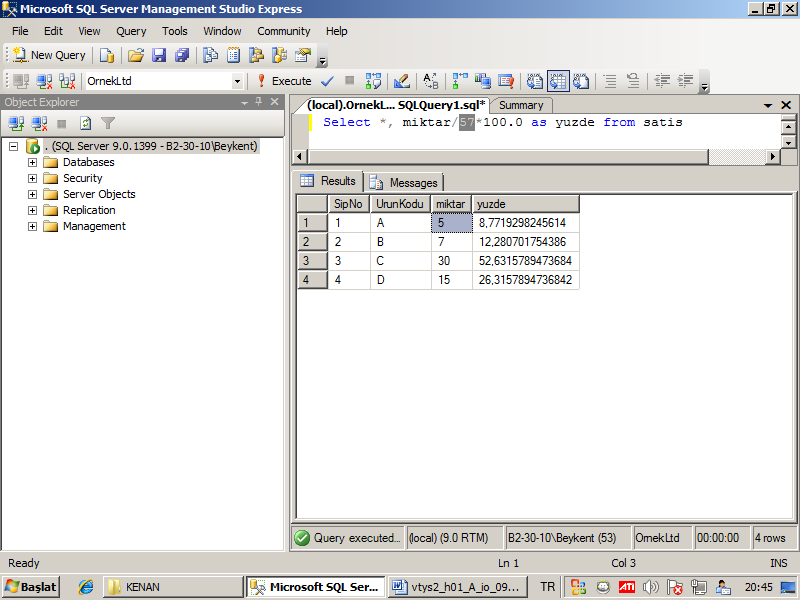 Microsoft SQL Server Management Studio Express
File Edit View Query Tools Window Community Help
New Query
OrnekLtd Execute
Object Explorer
. (SQL Server 9.0.1399 - B2-30-10\Beykent)
Databases
Security
Server Objects
Replication
Management
(local).OrnekL... SQLQuery1.sql* Summary
Select *, miktar/57*100.0 as yuzde from satis
Results Messages
SipNo UrunKodu miktar yuzde
1 1 A 5 8,7719298245614
2 2 B 7 12,280701754386
3 3 C 30 52,6315789473684
4 4 D 15 26,3157894736842
Query executed... (local) (9.0 RTM) B2-30-10\Beykent (53) OrnekLtd 00:00:00 4 rows
Ready Ln 1 Col 3 INS
Başlat KENAN Microsoft SQL Ser... vtys2_h01_A_io_09... TR ATI 20:45